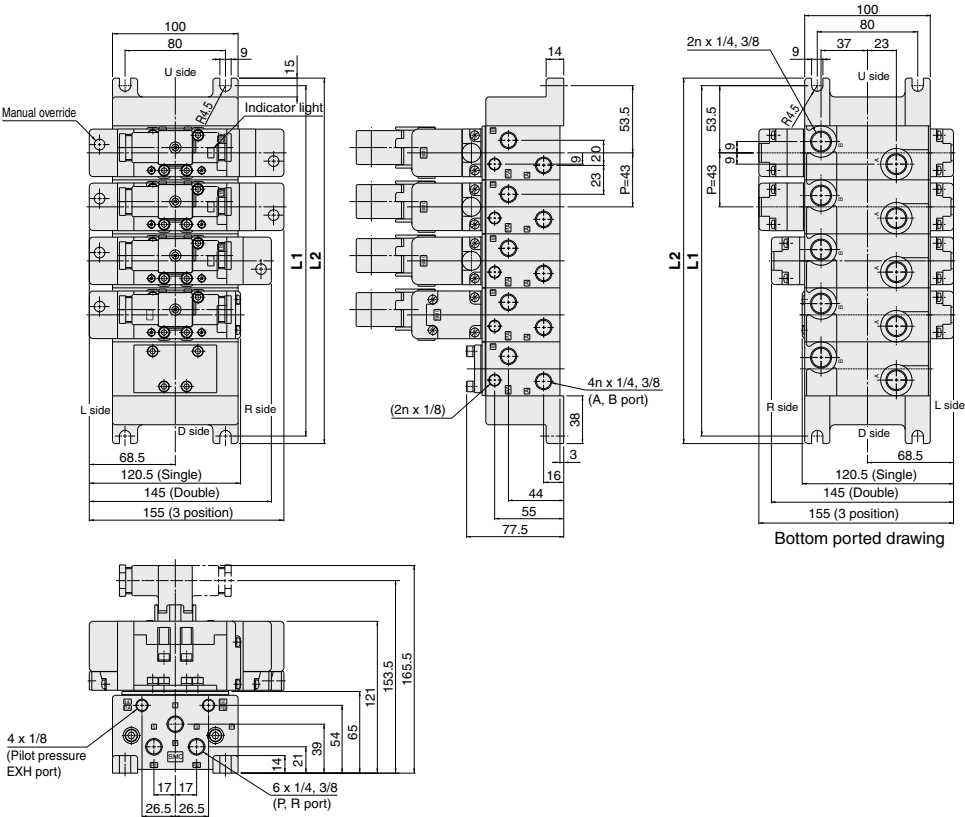 100
80
9
15
U side
Manual override
R4.5
Indicator light
L1
L2
L side
R side
D side
68.5
120.5 (Single)
145 (Double)
155 (3 position)
14
53.5
20
9
23
P=43
4n x 1/4, 3/8
(A, B port)
(2n x 1/8)
38
3
16
44
55
77.5
100
80
2n x 1/4, 3/8
9
37
23
U side
R4.5
53.5
9
9
P=43
B
A
B
A
B
A
B
A
B
A
L2
L1
R side
L side
D side
68.5
120.5 (Single)
145 (Double)
155 (3 position)
Bottom ported drawing
4 x 1/8
(Pilot pressure
EXH port)
SMC
14
21
39
54
65
121
153.5
165.5
17
17
26.5
26.5
6 x 1/4, 3/8
(P, R port)